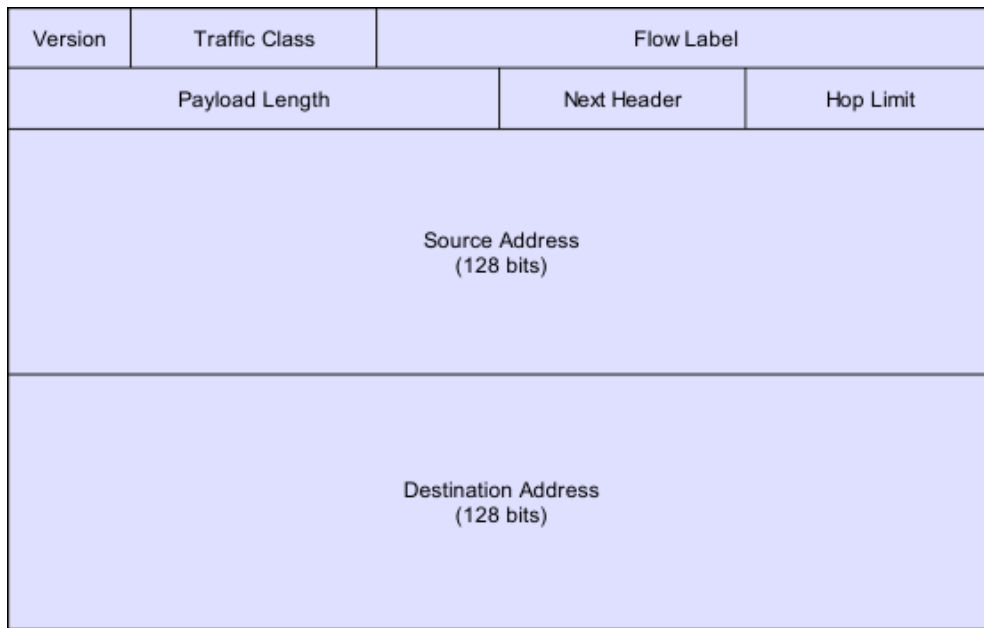 Version
Traffic Class
Flow Label
Payload Length
Next Header
Hop Limit
Source Address
(128 bits)
Destination Address
(128 bits)